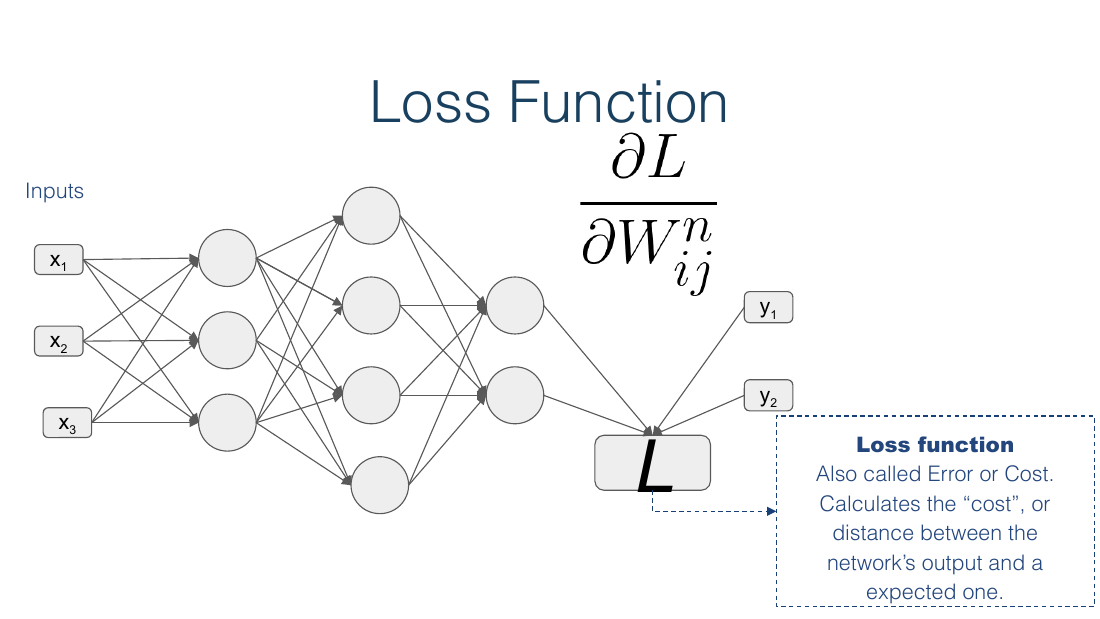 Loss Function
∂L
∂Wⁿᵢⱼ
Inputs
x₁
x₂
x₃
y₁
y₂
L
Loss function
Also called Error or Cost.
Calculates the “cost”, or
distance between the
network’s output and a
expected one.